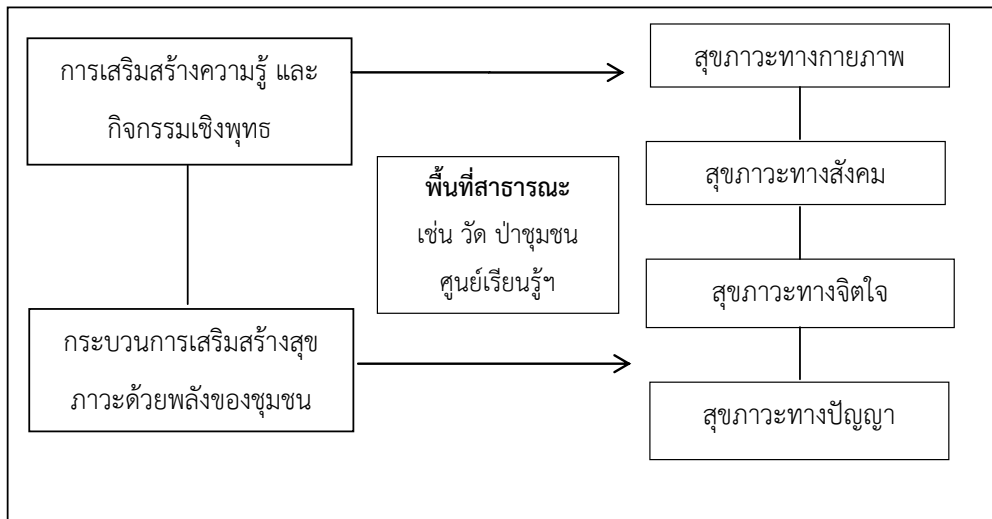 การเสริมสร้างความรู้ และ
กิจกรรมเชิงพุทธ
สุขภาวะทางกายภาพ
สุขภาวะทางสังคม
พื้นที่สาธารณะ
เช่น วัด ป่าชุมชน
ศูนย์เรียนรู้ฯ
สุขภาวะทางจิตใจ
กระบวนการเสริมสร้างสุข
ภาวะด้วยพลังของชุมชน
สุขภาวะทางปัญญา